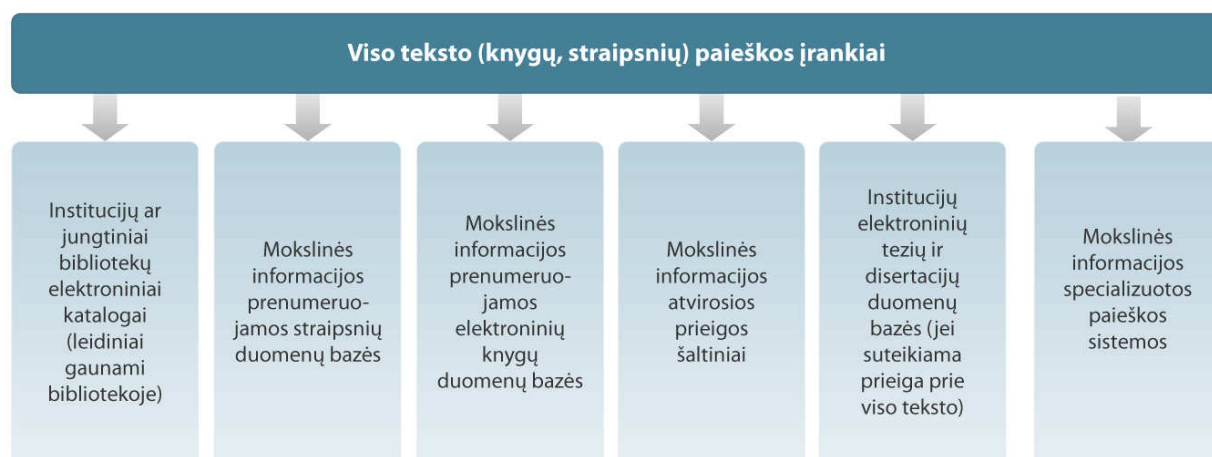 Viso teksto (knygų, straipsnių) paieškos įrankiai
Institucijų ar
jungtiniai
bibliotekų
elektroniniai
katalogai
(leidiniai
gaunami
bibliotekoje)
Mokslinės
informacijos
prenumeruo-
jamos straipsnių
duomenų bazės
Mokslinės
informacijos
prenumeruo-
jamos
elektroninių
knygų
duomenų bazės
Mokslinės
informacijos
atvirosios
prieigos
šaltiniai
Institucijų
elektroninių
tezių ir
disertacijų
duomenų
bazės (jei
suteikiama
prieiga prie
viso teksto)
Mokslinės
informacijos
specializuotos
paieškos
sistemos